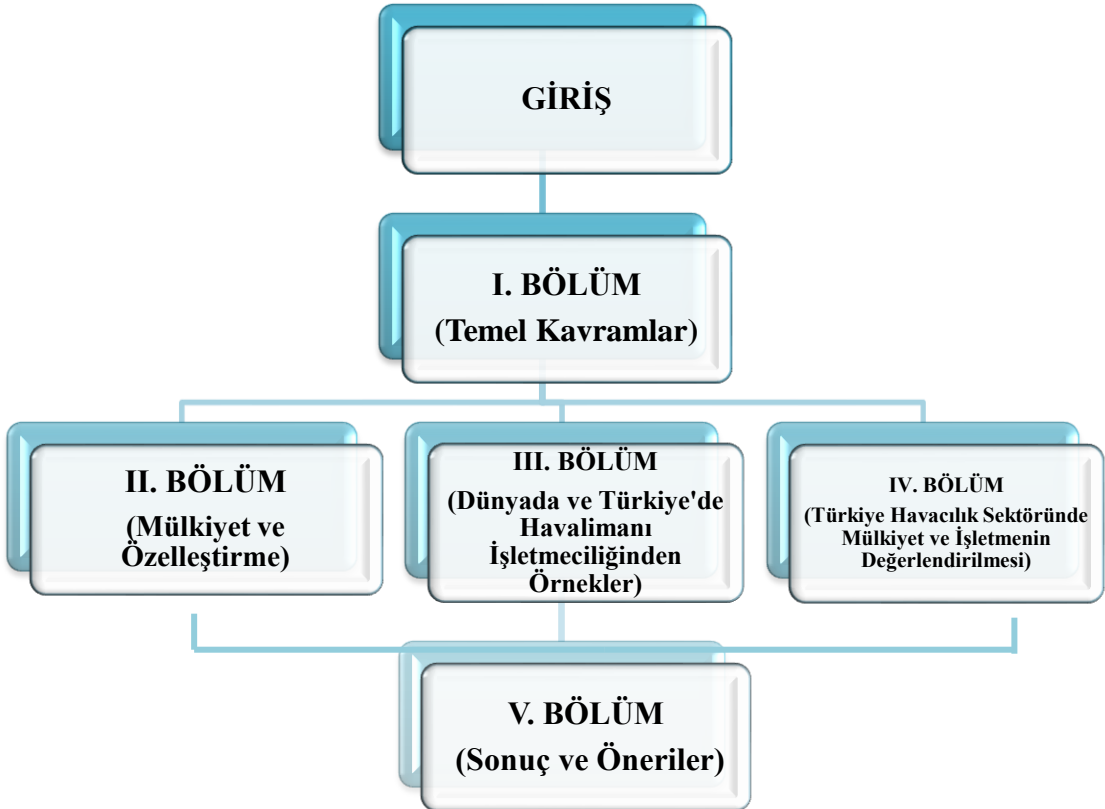 GİRİŞ
I. BÖLÜM
(Temel Kavramlar)
II. BÖLÜM
(Mülkiyet ve
Özelleştirme)
III. BÖLÜM
(Dünyada ve Türkiye'de
Havalimanı
İşletmeciliğinden
Örnekler)
IV. BÖLÜM
(Türkiye Havacılık Sektöründe
Mülkiyet ve İşletmenin
Değerlendirilmesi)
V. BÖLÜM
(Sonuç ve Öneriler)